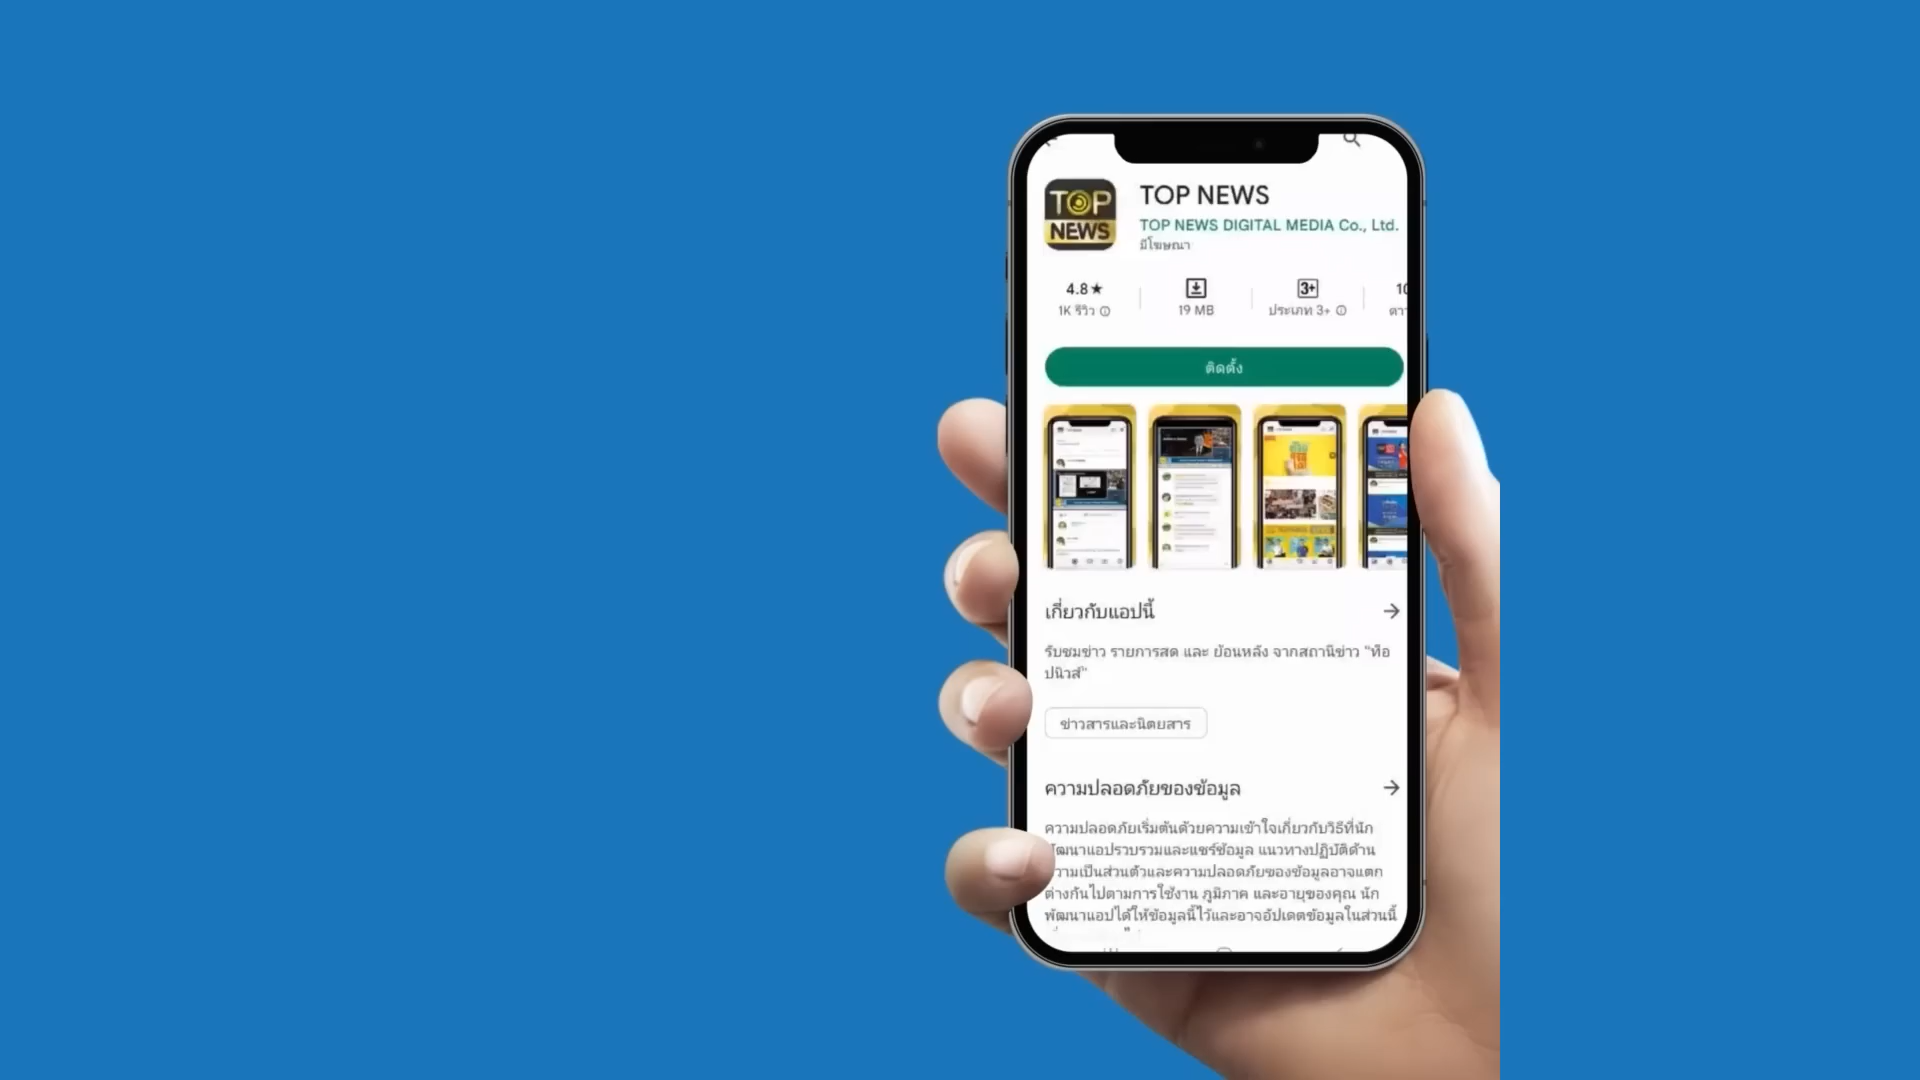 TOP
NEWS
TOP NEWS
TOP NEWS DIGITAL MEDIA Co., Ltd.
มีโฆษณา
4.8★
1K รีวิว
19 MB
3+
ประเภท 3+
10
ดาว
ติดตั้ง
เกี่ยวกับแอปนี้
รับชมข่าว รายการสด และ ย้อนหลัง จากสถานีข่าว "ท็อ
ปนิวส์"
ข่าวสารและนิตยสาร
ความปลอดภัยของข้อมูล
ความปลอดภัยเริ่มต้นด้วยความเข้าใจเกี่ยวกับวิธีที่นัก
ัฒนาแอปรวบรวมและแชร์ข้อมูล แนวทางปฏิบัติด้าน
วามเป็นส่วนตัวและความปลอดภัยของข้อมูลอาจแตก
ต่างกันไปตามการใช้งาน ภูมิภาค และอายุของคุณ นัก
พัฒนาแอปได้ให้ข้อมูลนี้ไว้และอาจอัปเดตข้อมูลในส่วนนี้